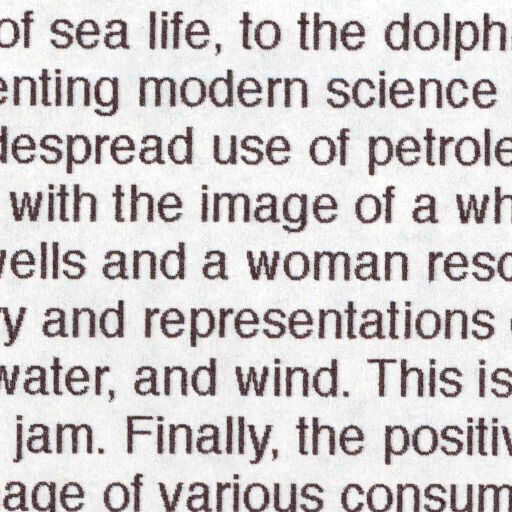 of sea life, to the dolph
enting modern science
despread use of petrole
with the image of a wh
wells and a woman reso
y and representations
water, and wind. This is
jam. Finally, the positiv
age of various consum